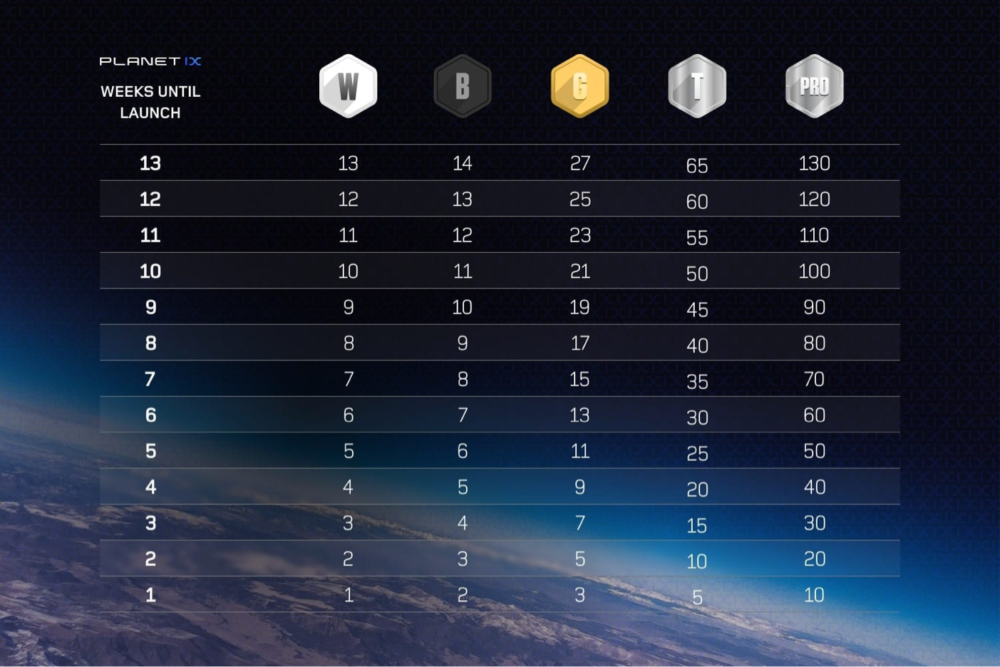 PLANET IX
WEEKS UNTIL
LAUNCH
W B G T PRO
13 13 14 27 65 130
12 12 13 25 60 120
11 11 12 23 55 110
10 10 11 21 50 100
9 9 10 19 45 90
8 8 9 17 40 80
7 7 8 15 35 70
6 6 7 13 30 60
5 5 6 11 25 50
4 4 5 9 20 40
3 3 4 7 15 30
2 2 3 5 10 20
1 1 2 3 5 10